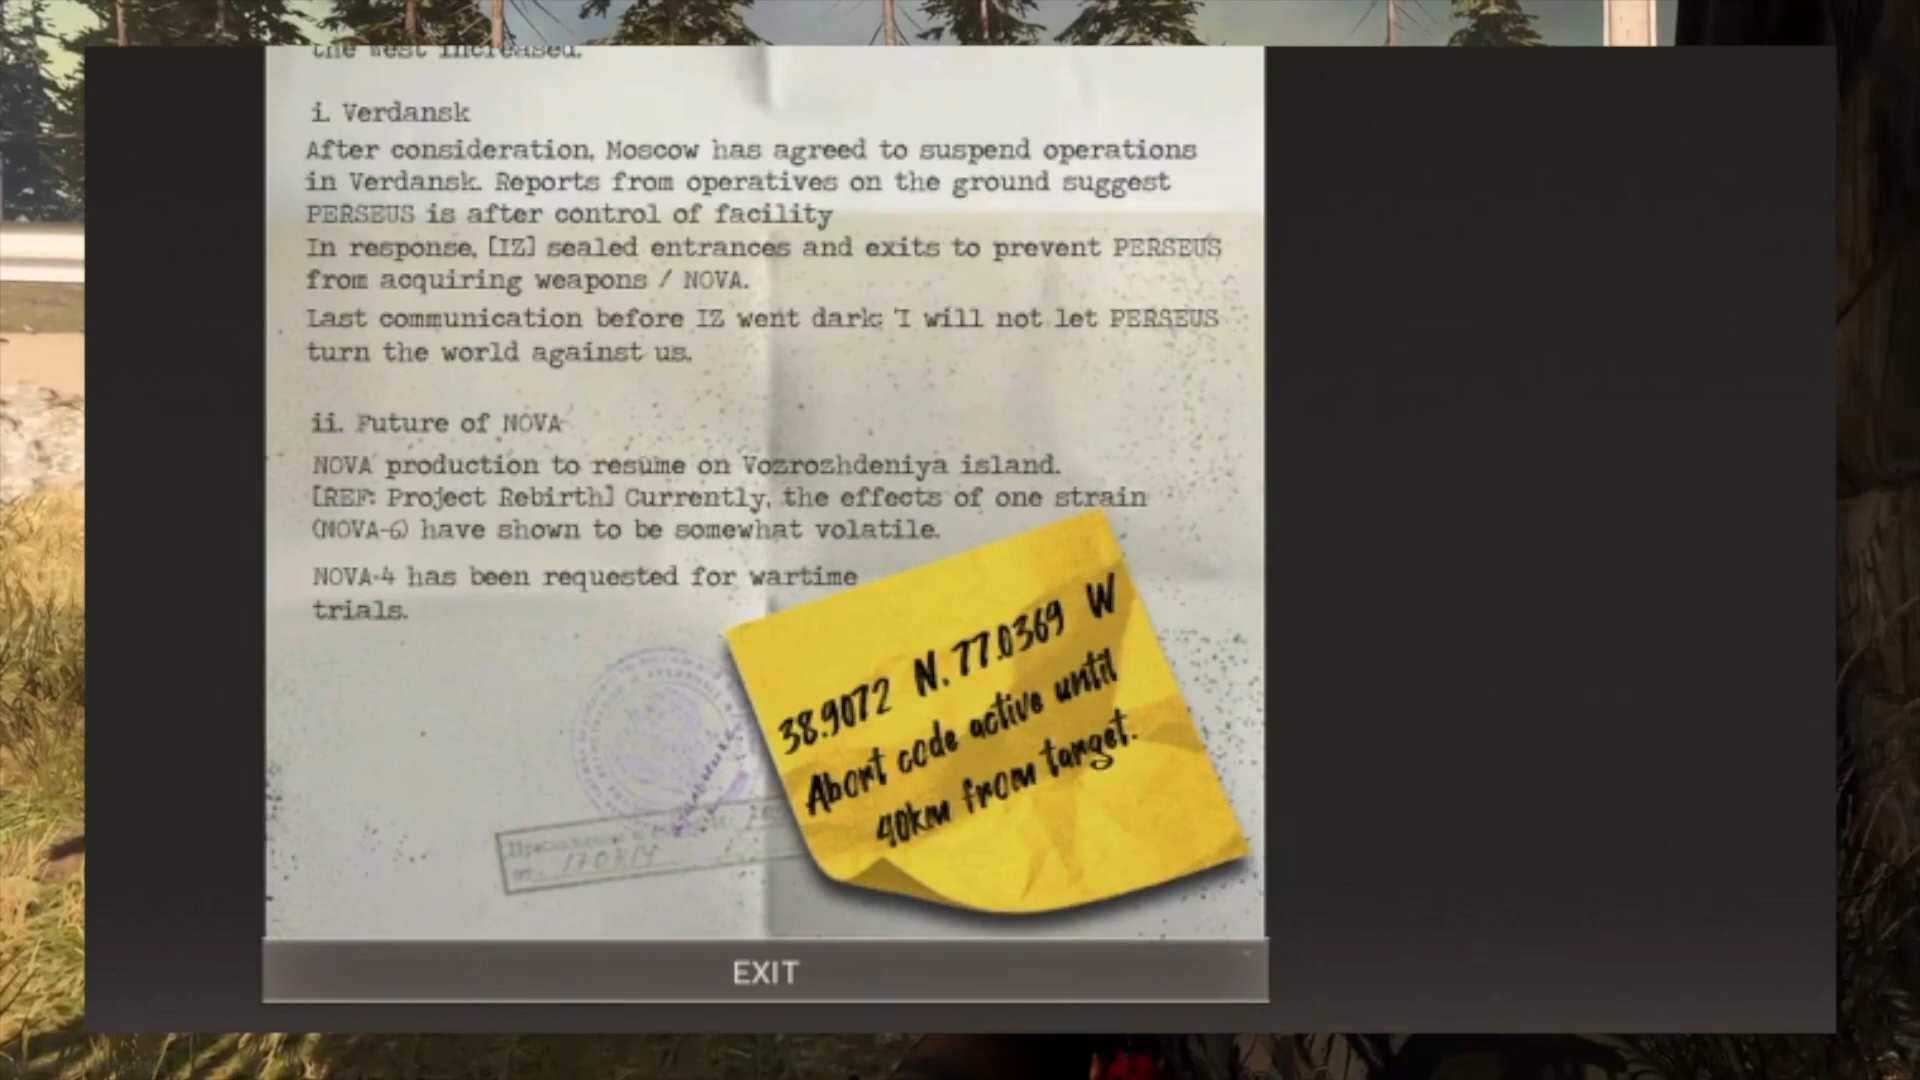 the west increased.
i. Verdansk
After consideration, Moscow has agreed to suspend operations
in Verdansk. Reports from operatives on the ground suggest
PERSEUS is after control of facility
In response, [IZ] sealed entrances and exits to prevent PERSEUS
from acquiring weapons / NOVA.
Last communication before IZ went dark: 'I will not let PERSEUS
turn the world against us.
ii. Future of NOVA
NOVA production to resume on Vozrozhdeniya island.
[REF: Project Rebirth] Currently, the effects of one strain
(NOVA-6) have shown to be somewhat volatile.
NOVA-4 has been requested for wartime
trials.
38.9072 N. 77.0369 W
Abort code active until
40km from target.
EXIT